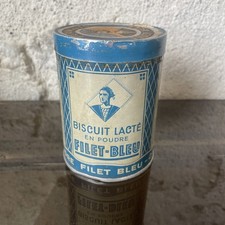 BISCUIT LACTÉ
EN POUDRE
FILET-BLEU
FILET BLEU